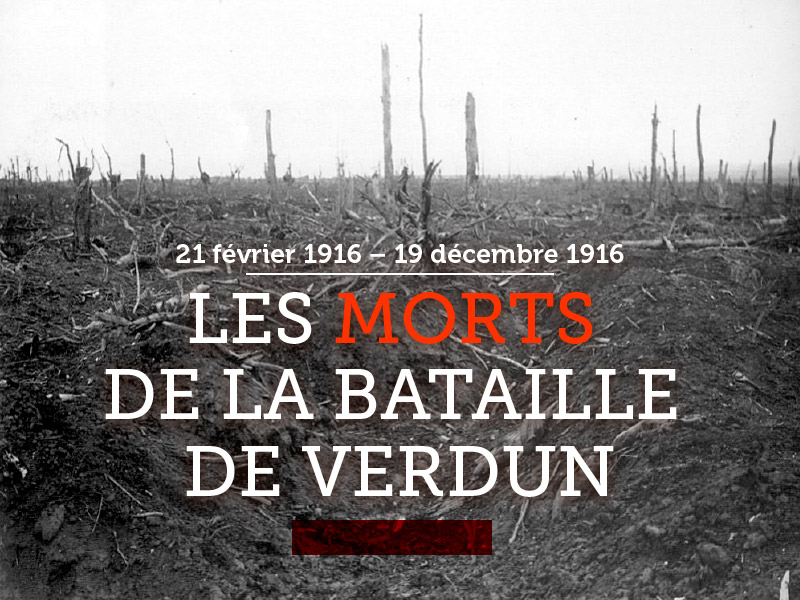 21 février 1916 – 19 décembre 1916
LES MORTS
DE LA BATAILLE
DE VERDUN